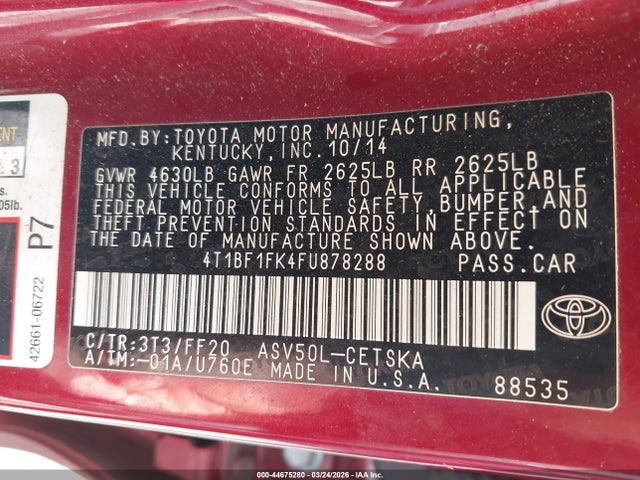 MFD. BY: TOYOTA MOTOR MANUFACTURING,
KENTUCKY, INC. 10/14
GVWR 4630LB GAWR FR 2625LB RR 2625LB
THIS VEHICLE CONFORMS TO ALL APPLICABLE
FEDERAL MOTOR VEHICLE SAFETY, BUMPER, AND
THEFT PREVENTION STANDARDS IN EFFECT ON
THE DATE OF MANUFACTURE SHOWN ABOVE.
4T1BF1FK4FU878288 PASS.CAR
C/TR:3T3/FF20 ASV50L-CETSKA
A/TM:-01A/U760E MADE IN U.S.A.
88535
TOYOTA
3
s.
05lb.
P7
42661-06722
000-44675280 - 03/24/2026 - IAA Inc.